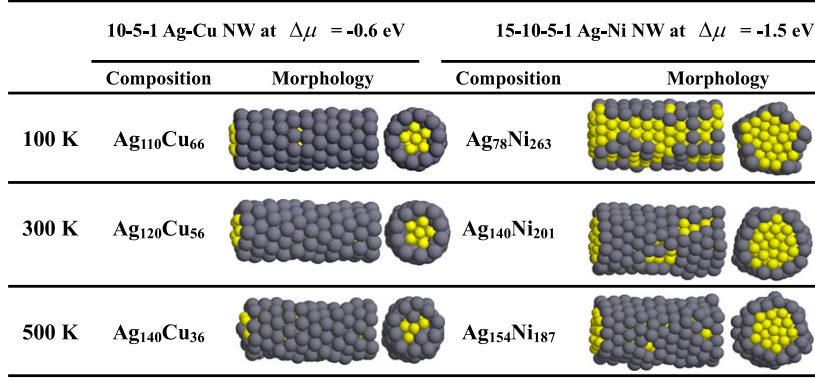 10-5-1 Ag-Cu NW at Δμ = -0.6 eV 15-10-5-1 Ag-Ni NW at Δμ = -1.5 eV
Composition Morphology Composition Morphology
100 K Ag₁₁₀Cu₆₆ Ag₇₈Ni₂₆₃
300 K Ag₁₂₀Cu₅₆ Ag₁₄₀Ni₂₀₁
500 K Ag₁₄₀Cu₃₆ Ag₁₅₄Ni₁₈₇